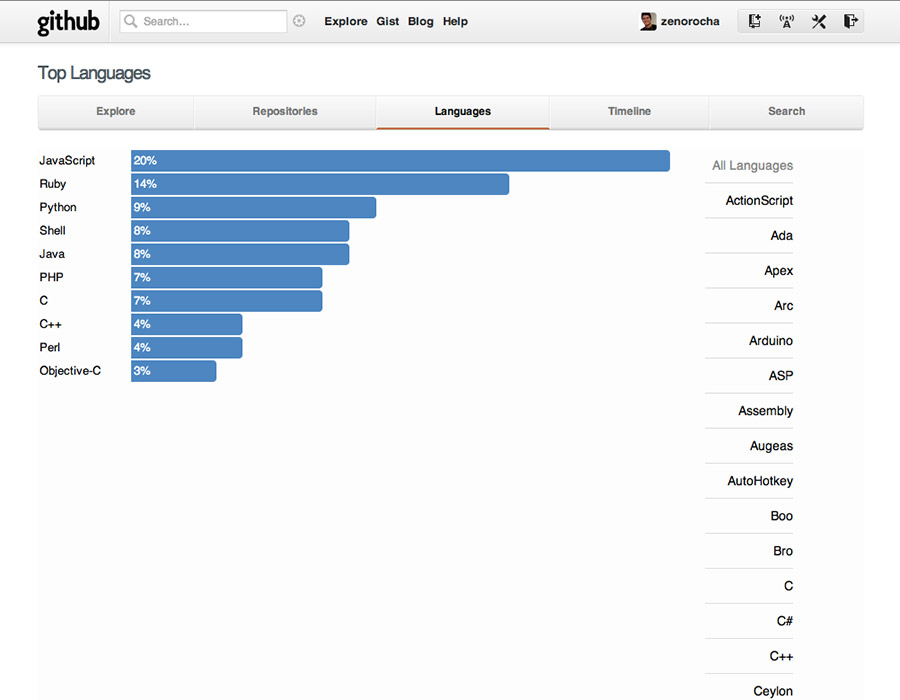 github Search... Explore Gist Blog Help zenorocha
Top Languages
Explore Repositories Languages Timeline Search
JavaScript 20%
Ruby 14%
Python 9%
Shell 8%
Java 8%
PHP 7%
C 7%
C++ 4%
Perl 4%
Objective-C 3%
All Languages
ActionScript
Ada
Apex
Arc
Arduino
ASP
Assembly
Augeas
AutoHotkey
Boo
Bro
C
C#
C++
Ceylon